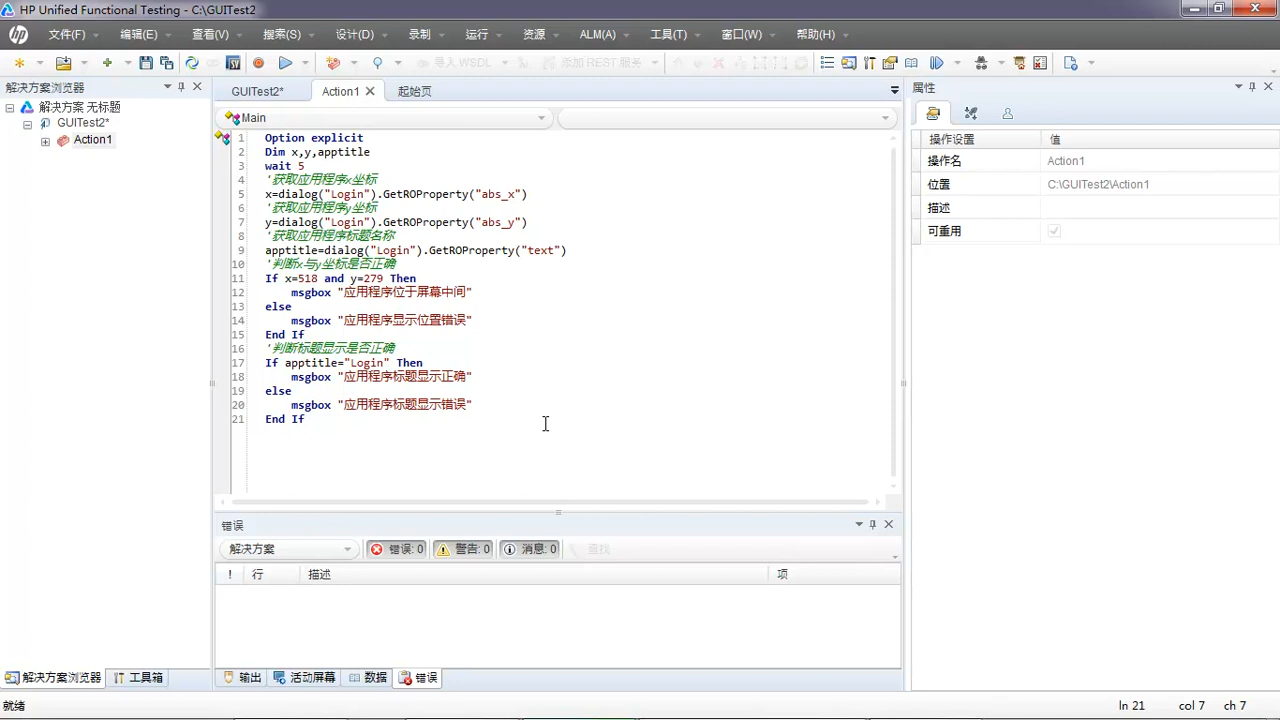 HP Unified Functional Testing - C:\GUITest2
文件(F) 编辑(E) 查看(V) 搜索(S) 设计(D) 录制 运行 资源 ALM(A) 工具(T) 窗口(W) 帮助(H)
导入 WSDL 添加 REST 服务
解决方案浏览器
解决方案 无标题
GUITest2*
Action1
GUITest2* Action1 起始页
Main
1 Option explicit
2 Dim x,y,apptitle
3 wait 5
4 '获取应用程序x坐标
5 x=dialog("Login").GetROProperty("abs_x")
6 '获取应用程序y坐标
7 y=dialog("Login").GetROProperty("abs_y")
8 '获取应用程序标题名称
9 apptitle=dialog("Login").GetROProperty("text")
10 '判断x与y坐标是否正确
11 If x=518 and y=279 Then
12 msgbox "应用程序位于屏幕中间"
13 else
14 msgbox "应用程序显示位置错误"
15 End If
16 '判断标题显示是否正确
17 If apptitle="Login" Then
18 msgbox "应用程序标题显示正确"
19 else
20 msgbox "应用程序标题显示错误"
21 End If
属性
操作设置 值
操作名 Action1
位置 C:\GUITest2\Action1
描述
可重用
错误
解决方案 错误: 0 警告: 0 消息: 0 查找
! 行 描述 项
解决方案浏览器 工具箱
输出 活动屏幕 数据 错误
就绪 ln 21 col 7 ch 7